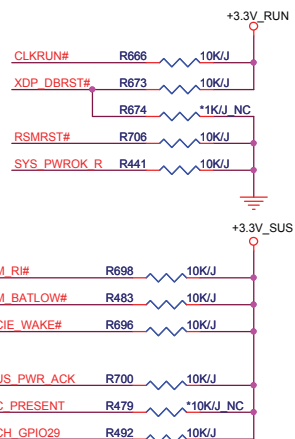 +3.3V_RUN
CLKRUN# R666 10K/J
XDP_DBRST# R673 10K/J
R674 *1K/J_NC
RSMRST# R706 10K/J
SYS_PWROK_R R441 10K/J
+3.3V_SUS
M_RI# R698 10K/J
M_BATLOW# R483 10K/J
CIE_WAKE# R696 10K/J
US_PWR_ACK R700 10K/J
C_PRESENT R479 *10K/J_NC
CH_GPIO29 R492 10K/J